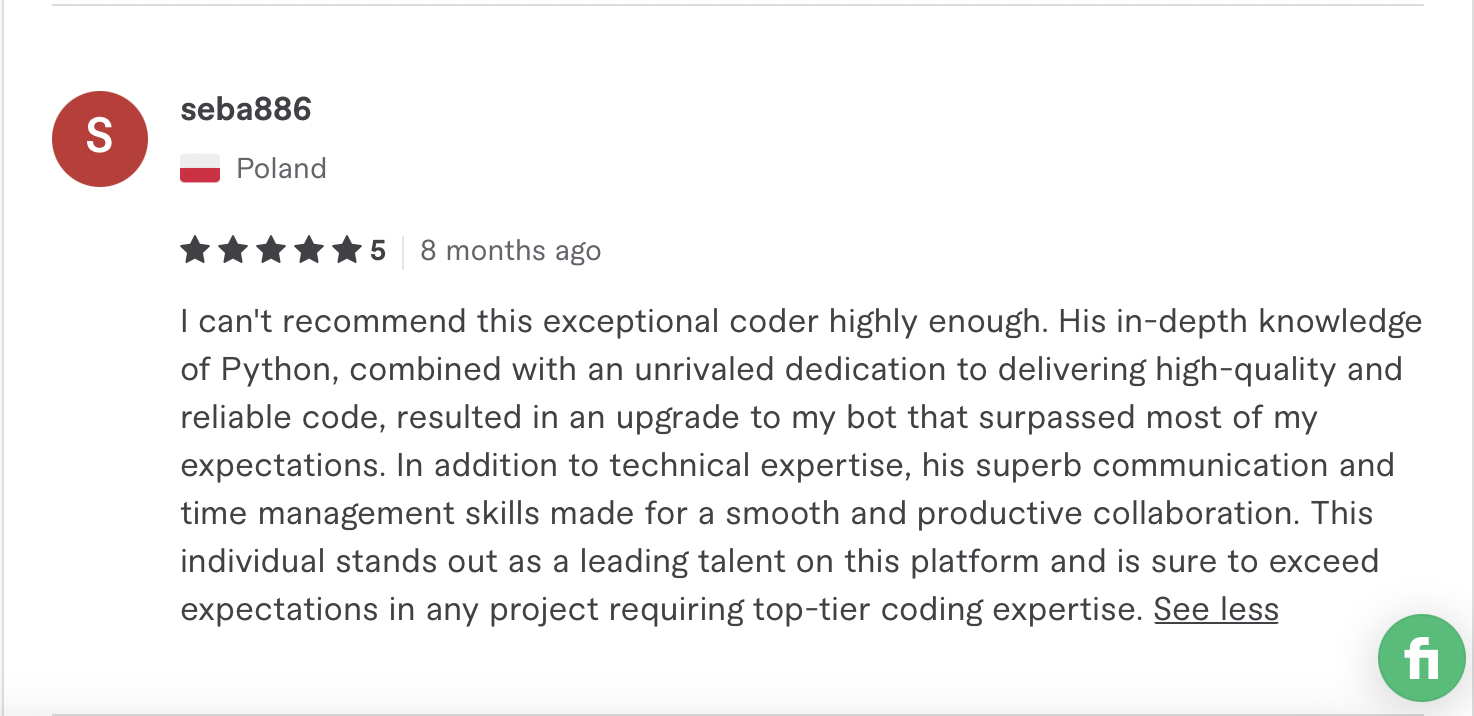 S
seba886
Poland
5
8 months ago
I can't recommend this exceptional coder highly enough. His in-depth knowledge
of Python, combined with an unrivaled dedication to delivering high-quality and
reliable code, resulted in an upgrade to my bot that surpassed most of my
expectations. In addition to technical expertise, his superb communication and
time management skills made for a smooth and productive collaboration. This
individual stands out as a leading talent on this platform and is sure to exceed
expectations in any project requiring top-tier coding expertise. See less
fi